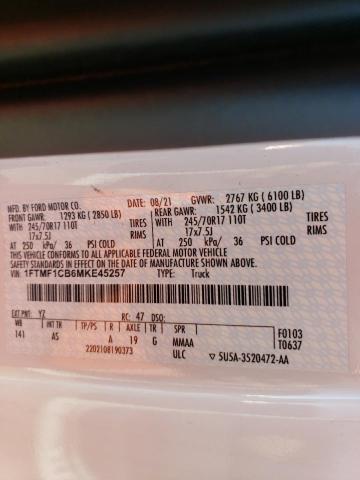 MFD. BY FORD MOTOR CO.
DATE: 08/21 GVWR: 2767 KG ( 6100 LB)
FRONT GAWR: 1293 KG ( 2850 LB) REAR GAWR: 1542 KG ( 3400 LB)
WITH 245/70R17 110T TIRES WITH 245/70R17 110T TIRES
17x7.5J RIMS 17x7.5J RIMS
AT 250 kPa/ 36 PSI COLD AT 250 kPa/ 36 PSI COLD
THIS VEHICLE CONFORMS TO ALL APPLICABLE FEDERAL MOTOR VEHICLE
SAFETY STANDARDS IN EFFECT ON THE DATE OF MANUFACTURE SHOWN ABOVE.
VIN: 1FTMF1CB6MKE45257 TYPE: Truck
EXT PNT: YZ RC: 47 DSO:
WB INT TR TP/PS R AXLE TR SPR F0103
141 AS A 19 G MMAA T0637
2202108190373 ULC 5USA-3520472-AA